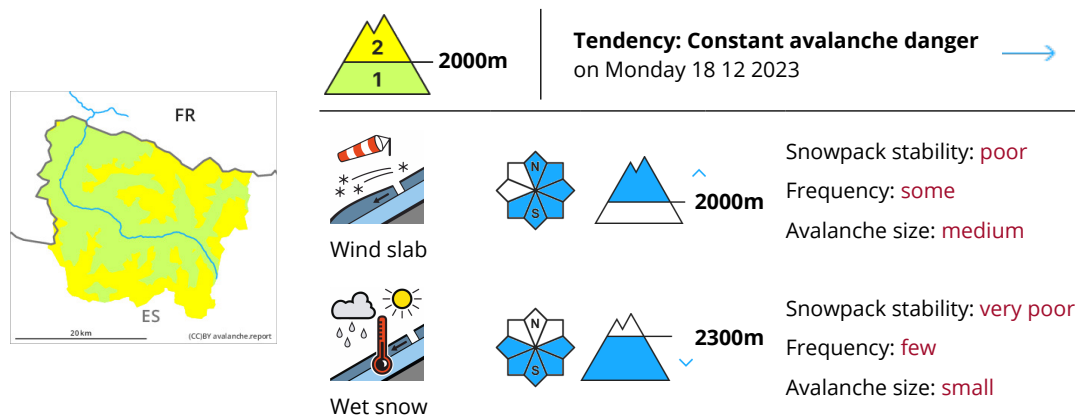 2
1
2000m
Tendency: Constant avalanche danger
on Monday 18 12 2023
FR
ES
20 km
(CC)BY avalanche.report
Wind slab
N
S
2000m
Snowpack stability: poor
Frequency: some
Avalanche size: medium
Wet snow
N
S
2300m
Snowpack stability: very poor
Frequency: few
Avalanche size: small